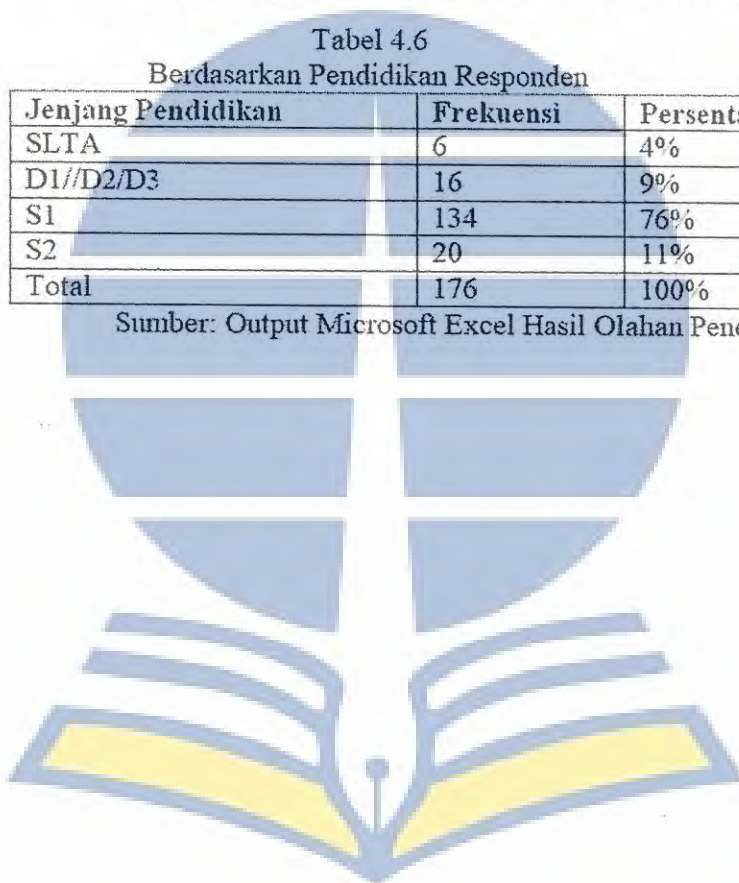 Tabel 4.6
Berdasarkan Pendidikan Responden
Jenjang Pendidikan Frekuensi
SLTA 6 4%
D1//D2/D3 16 9%
S1 134 76%
S2 20 11%
Total 176 100%
Sumber: Output Microsoft Excel Hasil Olahan